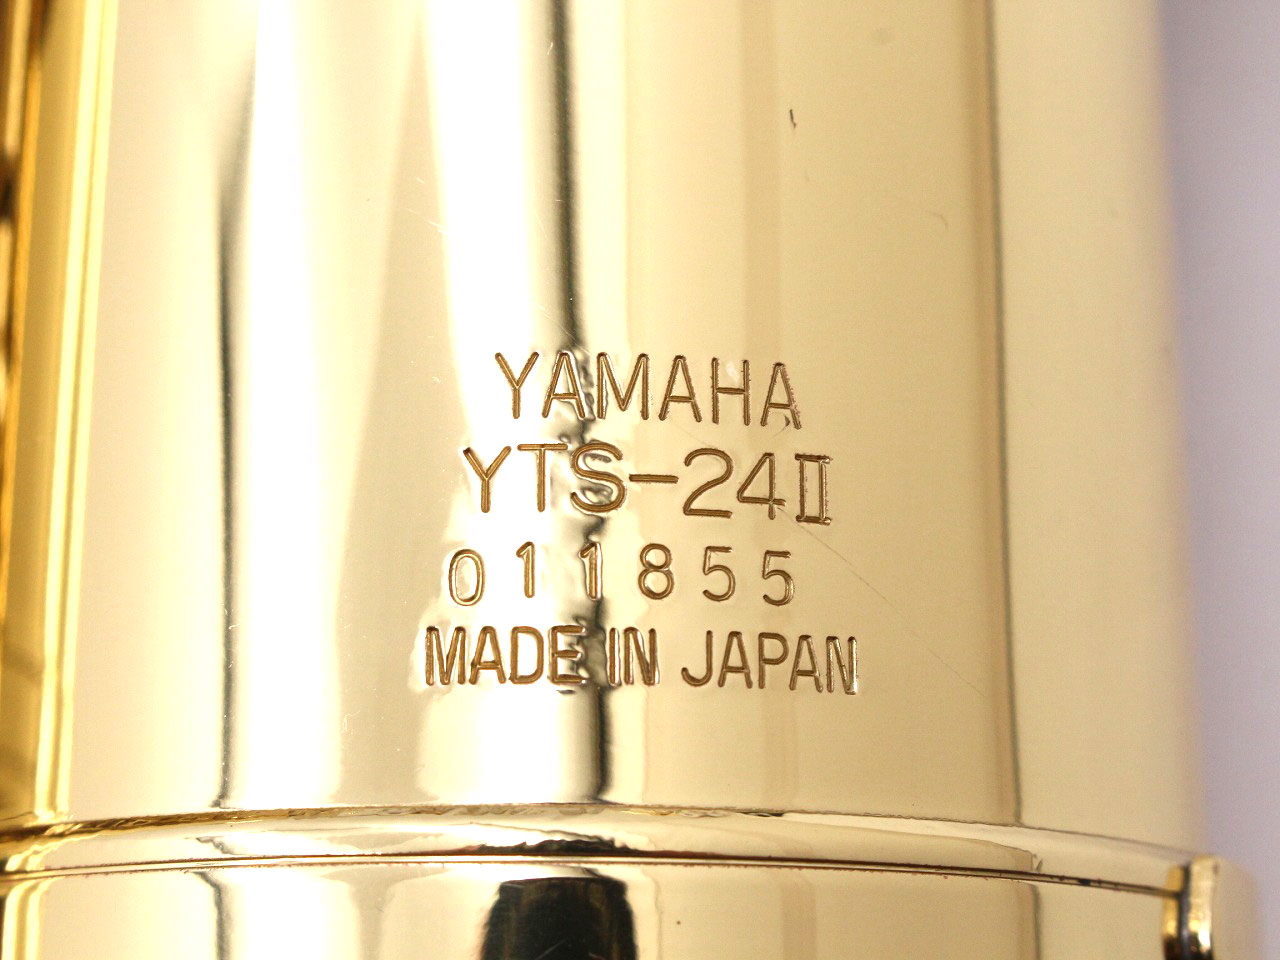 YAMAHA
YTS-24II
011855
MADE IN JAPAN